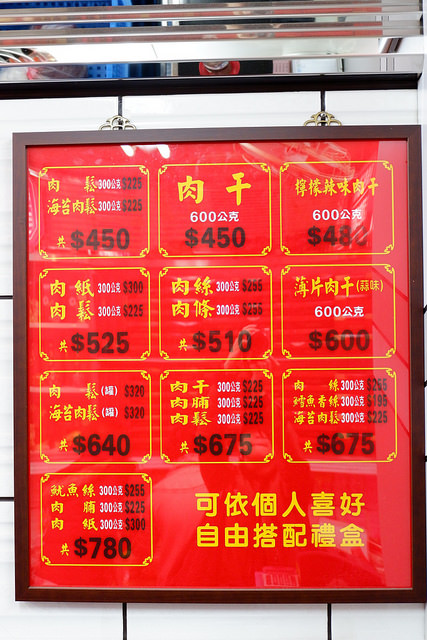 肉 鬆 300公克 $225
海苔肉鬆 300公克 $225
共 $450
肉干
600公克
$450
檸檬辣味肉干
600公克
肉紙 300公克 $300
肉鬆 300公克 $225
共 $525
肉絲 300公克 $255
肉條 300公克 $255
共 $510
薄片肉干(蒜味)
600公克
$600
肉 鬆(罐) $320
海苔肉鬆(罐) $320
共 $640
肉干 300公克 $225
肉脯 300公克 $225
肉鬆 300公克 $225
共 $675
肉 絲 300公克 $255
鱈魚香絲 300公克 $195
海苔肉鬆 300公克 $225
共 $675
魷魚絲 300公克 $255
肉 脯 300公克 $225
肉 紙 300公克 $300
共 $780
可依個人喜好
自由搭配禮盒